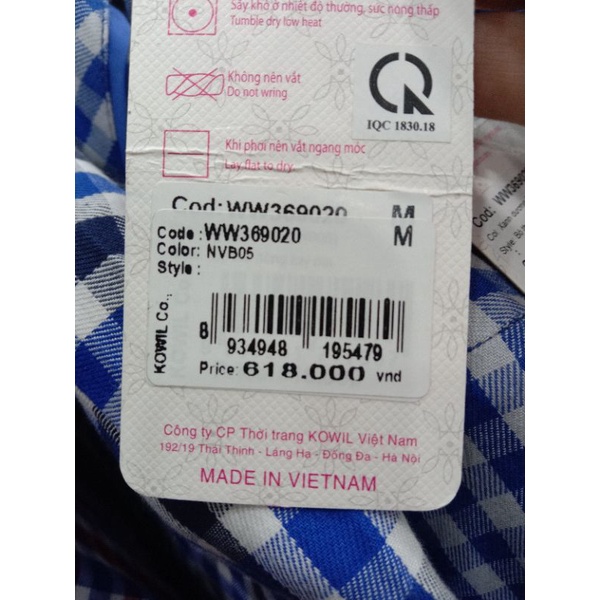 Sấy khô ở nhiệt độ thường, sức nóng thấp
Tumble dry low heat
Không nên vắt
Do not wring
IQC 1830.18
Khi phơi nên vắt ngang móc
Lay flat to dry
Cod: WW369020 M
Code : WW369020 M
Color: NVB05
Style :
KOWIL Co.,
8 934948 195479
Price: 618.000 vnd
Công ty CP Thời trang KOWIL Việt Nam
192/19 Thái Thịnh - Láng Hạ - Đống Đa - Hà Nội
MADE IN VIETNAM
Cod: WW36902